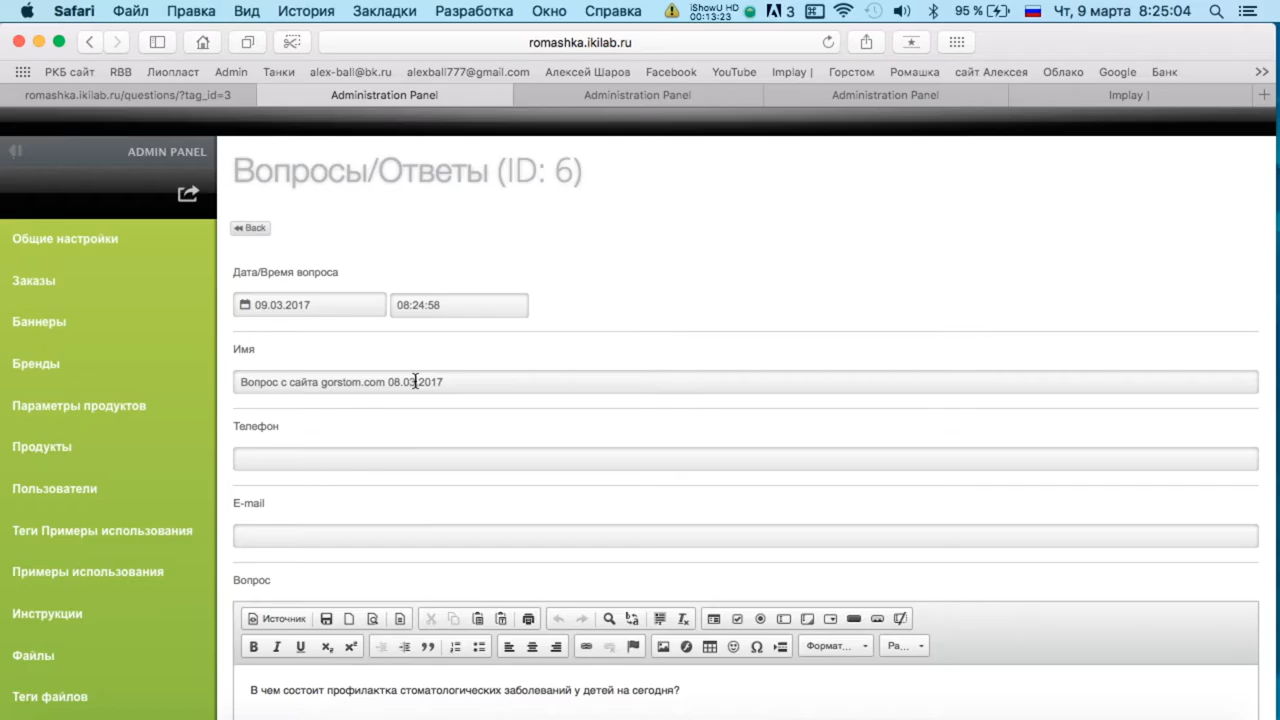 Safari Файл Правка Вид История Закладки Разработка Окно Справка iShowU HD 00:13:23 3 95 % Чт, 9 марта 8:25:04
romashka.ikilab.ru
РКБ сайт RBB Лиопласт Admin Танки alex-ball@bk.ru alexball777@gmail.com Алексей Шаров Facebook YouTube Implay | Горстом Ромашка сайт Алексея Облако Google Банк
romashka.ikilab.ru/questions/?tag_id=3 Administration Panel Administration Panel Administration Panel Implay |
ADMIN PANEL
Общие настройки
Заказы
Баннеры
Бренды
Параметры продуктов
Продукты
Пользователи
Теги Примеры использования
Примеры использования
Инструкции
Файлы
Теги файлов
Вопросы/Ответы (ID: 6)
Back
Дата/Время вопроса
09.03.2017 08:24:58
Имя
Вопрос с сайта gorstom.com 08.03.2017
Телефон
E-mail
Вопрос
Источник
Формат... Ра...
В чем состоит профилактка стоматологических заболеваний у детей на сегодня?